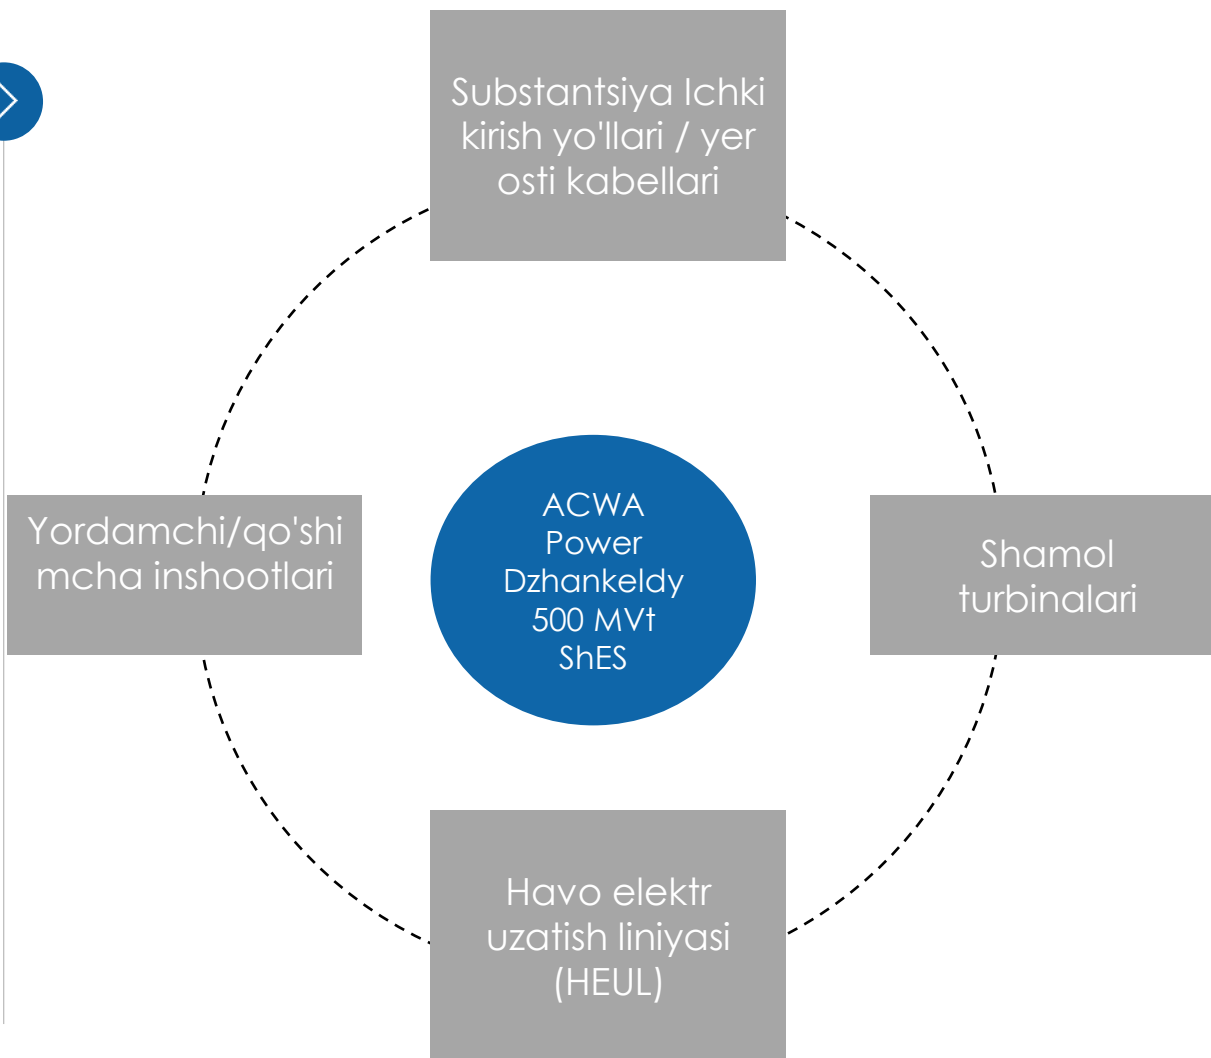 Substantsiya Ichki
kirish yo'llari / yer
osti kabellari
Yordamchi/qo'shi
mcha inshootlari
ACWA
Power
Dzhankeldy
500 MVt
ShES
Shamol
turbinalari
Havo elektr
uzatish liniyasi
(HEUL)